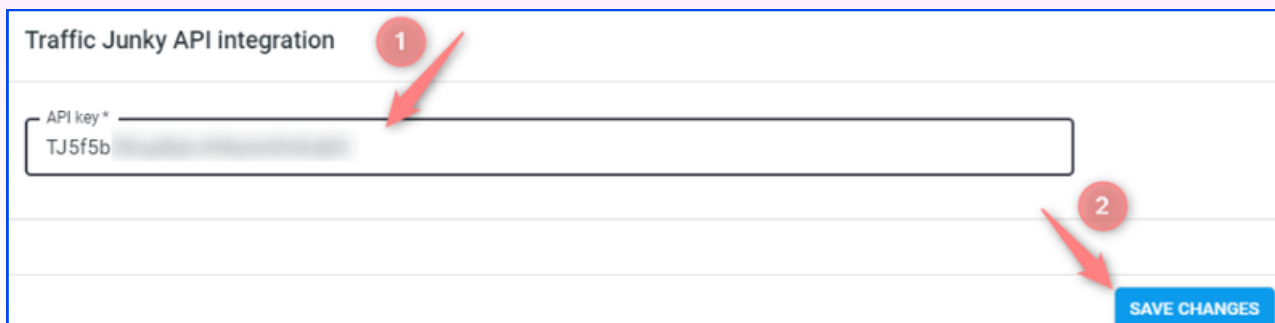 Traffic Junky API integration
1
API key *
TJ5f5b
2
SAVE CHANGES